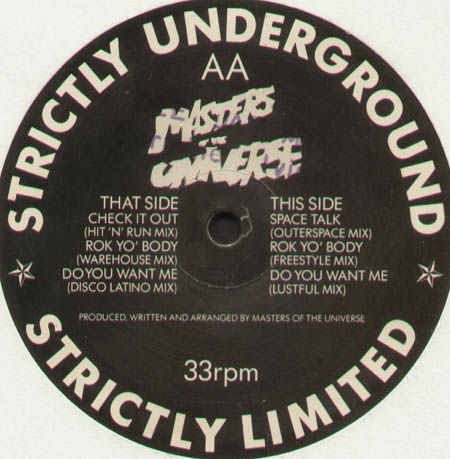 STRICTLY UNDERGROUND
AA
MASTERS
OF THE
UNIVERSE
THAT SIDE
CHECK IT OUT
(HIT 'N' RUN MIX)
ROK YO' BODY
(WAREHOUSE MIX)
DO YOU WANT ME
(DISCO LATINO MIX)
THIS SIDE
SPACE TALK
(OUTERSPACE MIX)
ROK YO' BODY
(FREESTYLE MIX)
DO YOU WANT ME
(LUSTFUL MIX)
PRODUCED, WRITTEN AND ARRANGED BY MASTERS OF THE UNIVERSE
33rpm
STRICTLY LIMITED